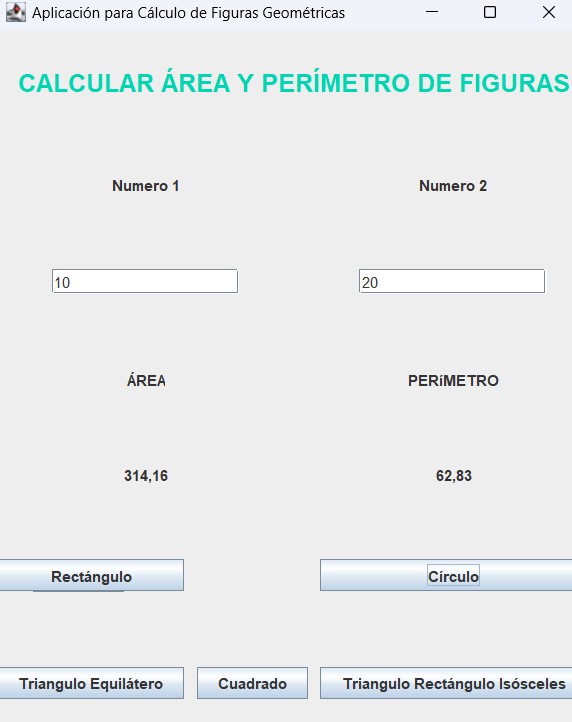 Aplicación para Cálculo de Figuras Geométricas
CALCULAR ÁREA Y PERÍMETRO DE FIGURAS
Numero 1 Numero 2
10 20
ÁREA PERíMETRO
314,16 62,83
Rectángulo Círculo
Triangulo Equilátero Cuadrado Triangulo Rectángulo Isósceles